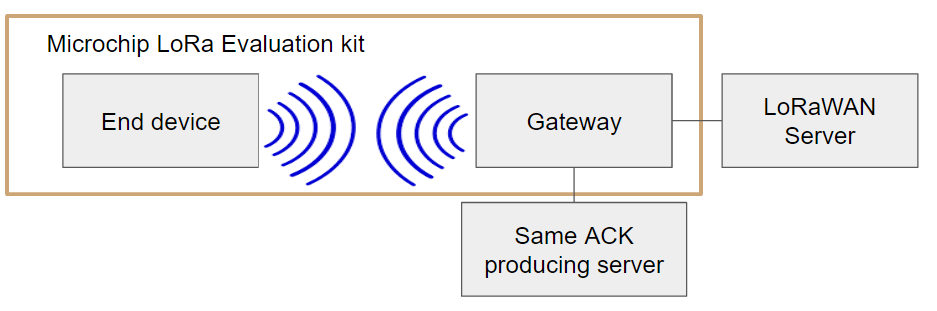 Microchip LoRa Evaluation kit
End device
Gateway
LoRaWAN
Server
Same ACK
producing server